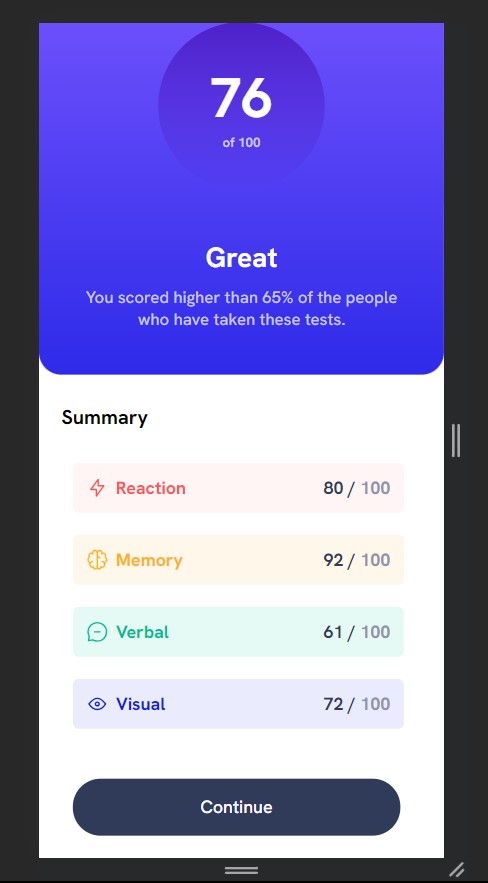 76
of 100
Great
You scored higher than 65% of the people
who have taken these tests.
Summary
Reaction 80 / 100
Memory 92 / 100
Verbal 61 / 100
Visual 72 / 100
Continue